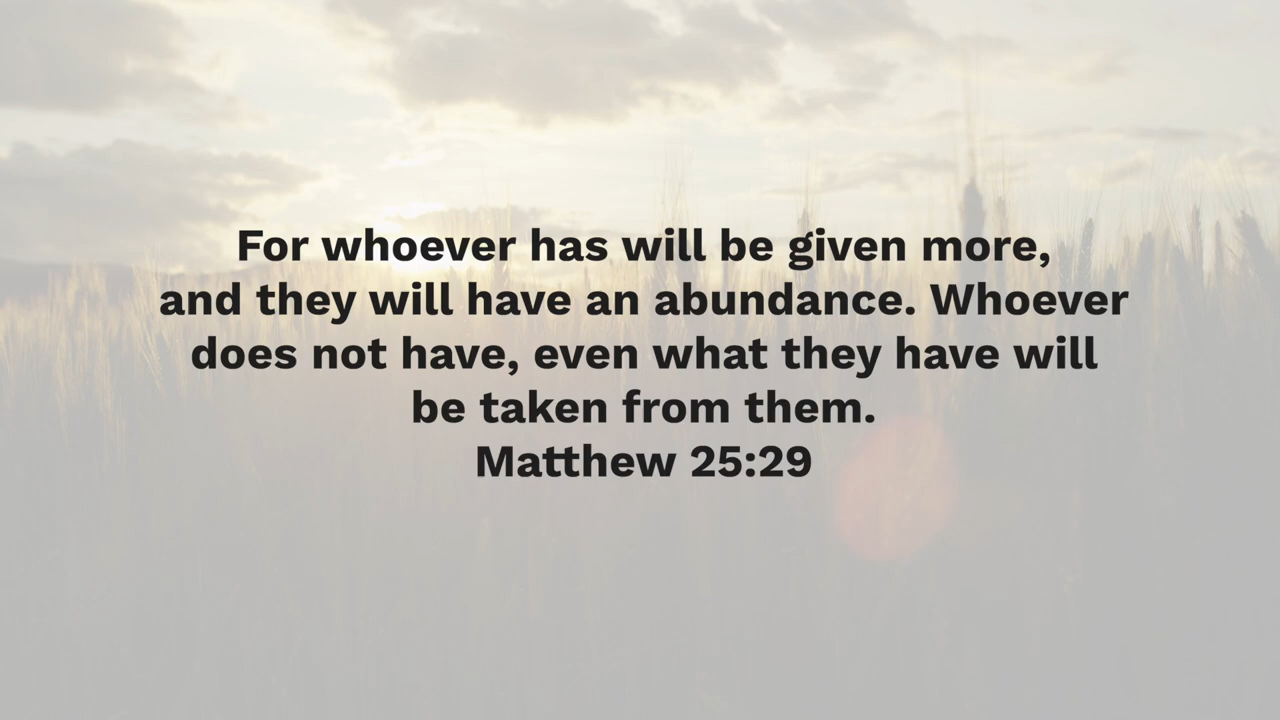 For whoever has will be given more,
and they will have an abundance. Whoever
does not have, even what they have will
be taken from them.
Matthew 25:29